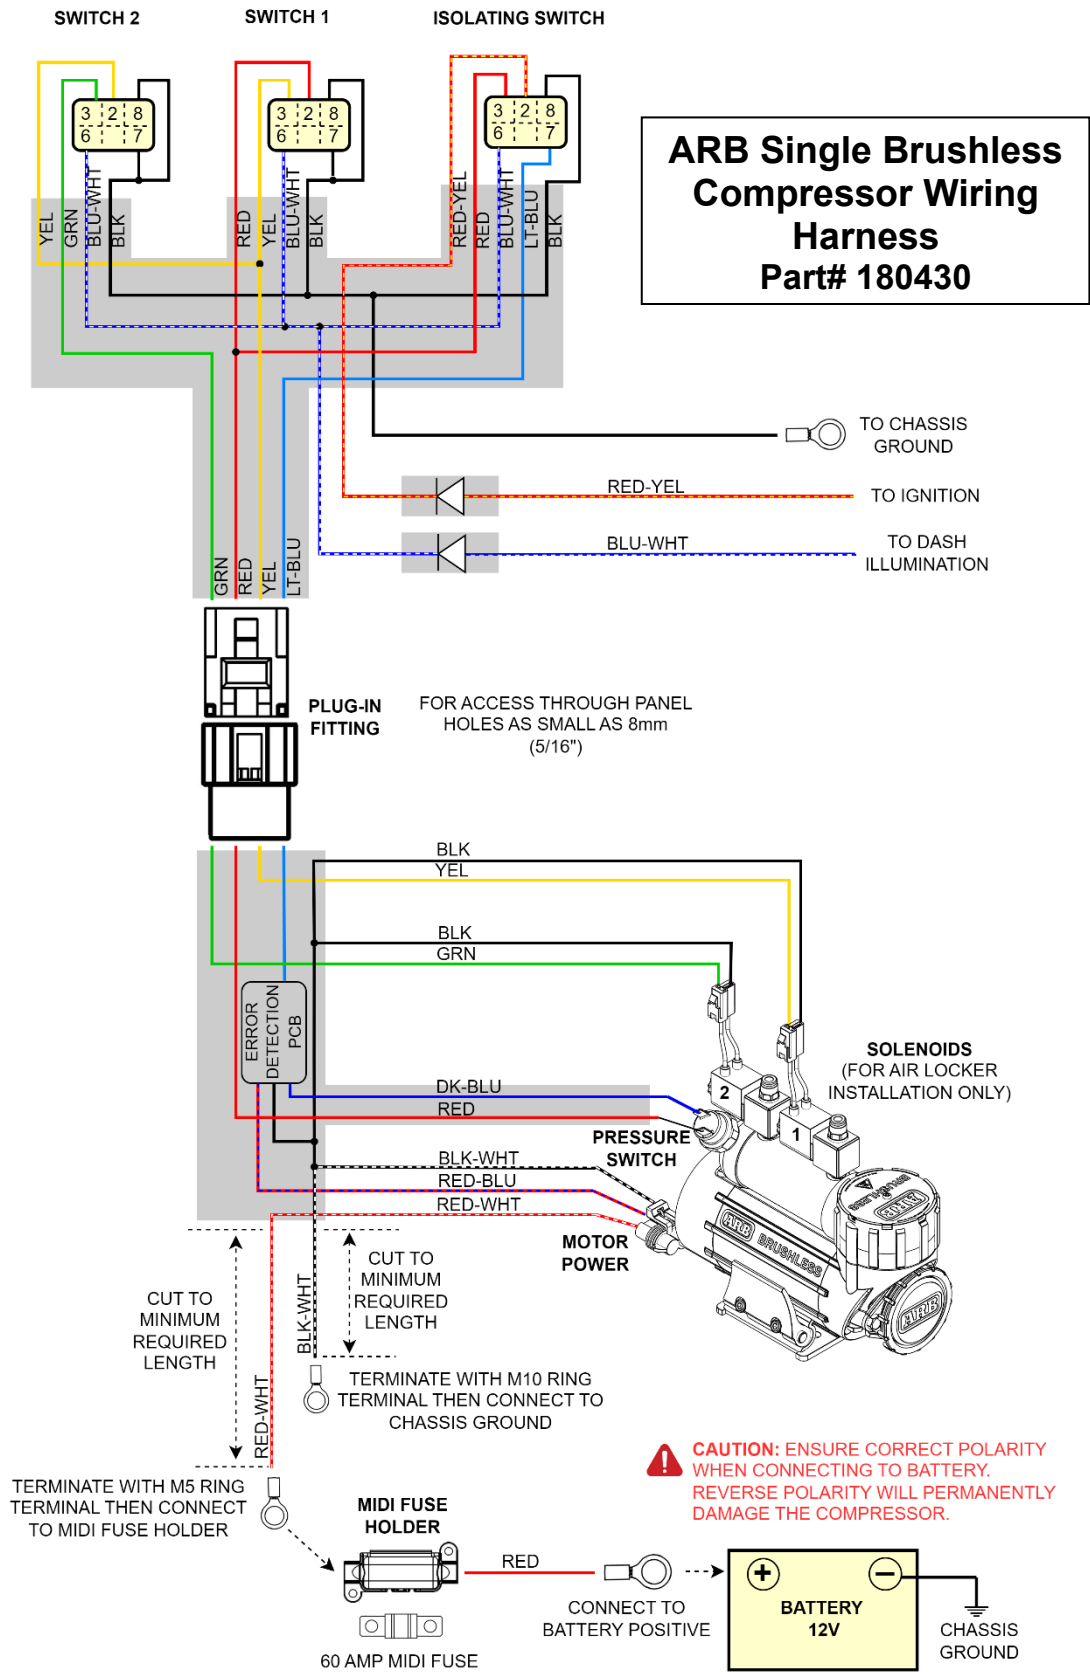 SWITCH 2
SWITCH 1
ISOLATING SWITCH
3 2 8
6 7
3 2 8
6 7
3 2 8
6 7
ARB Single Brushless
Compressor Wiring
Harness
Part# 180430
YEL
GRN
BLU-WHT
BLK
RED
YEL
BLU-WHT
BLK
RED-YEL
RED
BLU-WHT
LT-BLU
BLK
TO CHASSIS
GROUND
RED-YEL
TO IGNITION
BLU-WHT
TO DASH
ILLUMINATION
GRN
RED
YEL
LT-BLU
PLUG-IN
FITTING
FOR ACCESS THROUGH PANEL
HOLES AS SMALL AS 8mm
(5/16")
BLK
YEL
BLK
GRN
ERROR
DETECTION
PCB
SOLENOIDS
(FOR AIR LOCKER
INSTALLATION ONLY)
2
1
DK-BLU
RED
PRESSURE
SWITCH
BLK-WHT
RED-BLU
RED-WHT
MOTOR
POWER
ARB
BRUSHLESS
BRUSHLESS
ARB
ARB
CUT TO
MINIMUM
REQUIRED
LENGTH
CUT TO
MINIMUM
REQUIRED
LENGTH
BLK-WHT
RED-WHT
TERMINATE WITH M10 RING
TERMINAL THEN CONNECT TO
CHASSIS GROUND
TERMINATE WITH M5 RING
TERMINAL THEN CONNECT
TO MIDI FUSE HOLDER
CAUTION: ENSURE CORRECT POLARITY
WHEN CONNECTING TO BATTERY.
REVERSE POLARITY WILL PERMANENTLY
DAMAGE THE COMPRESSOR.
MIDI FUSE
HOLDER
RED
60 AMP MIDI FUSE
CONNECT TO
BATTERY POSITIVE
+ −
BATTERY
12V
CHASSIS
GROUND